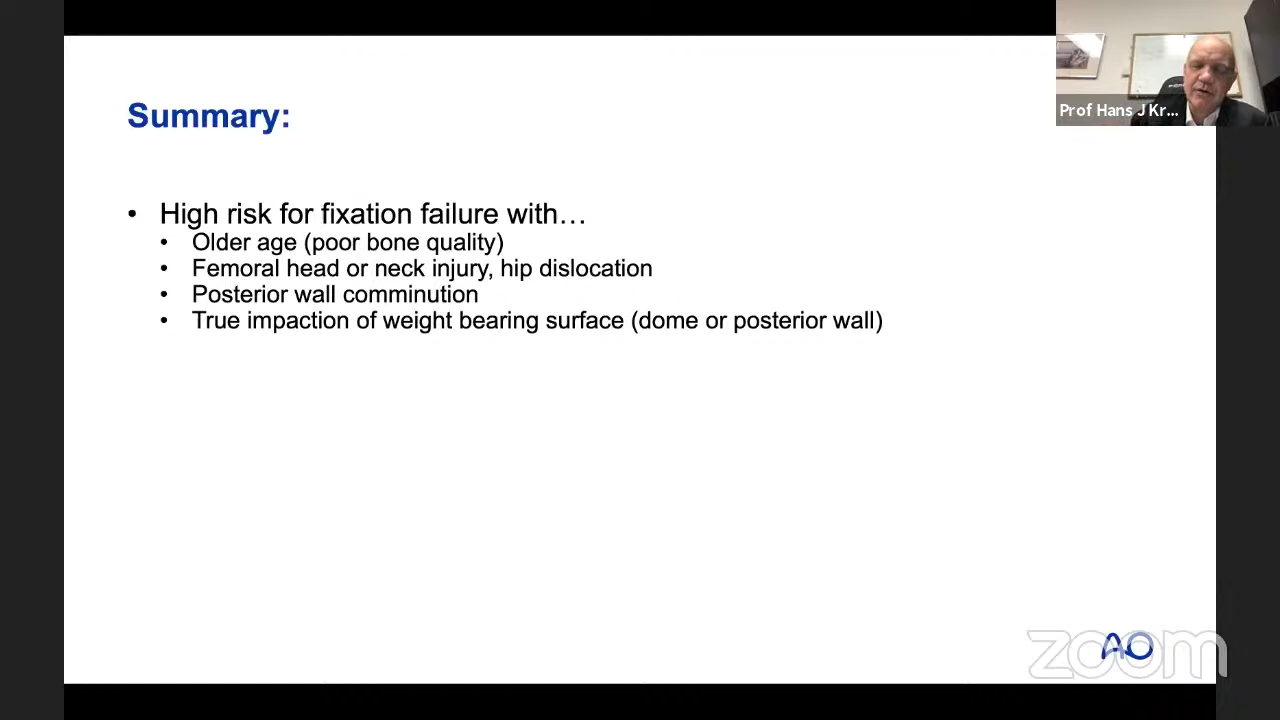 Prof Hans J Kr...
Summary:
• High risk for fixation failure with…
• Older age (poor bone quality)
• Femoral head or neck injury, hip dislocation
• Posterior wall comminution
• True impaction of weight bearing surface (dome or posterior wall)
AO
zoom